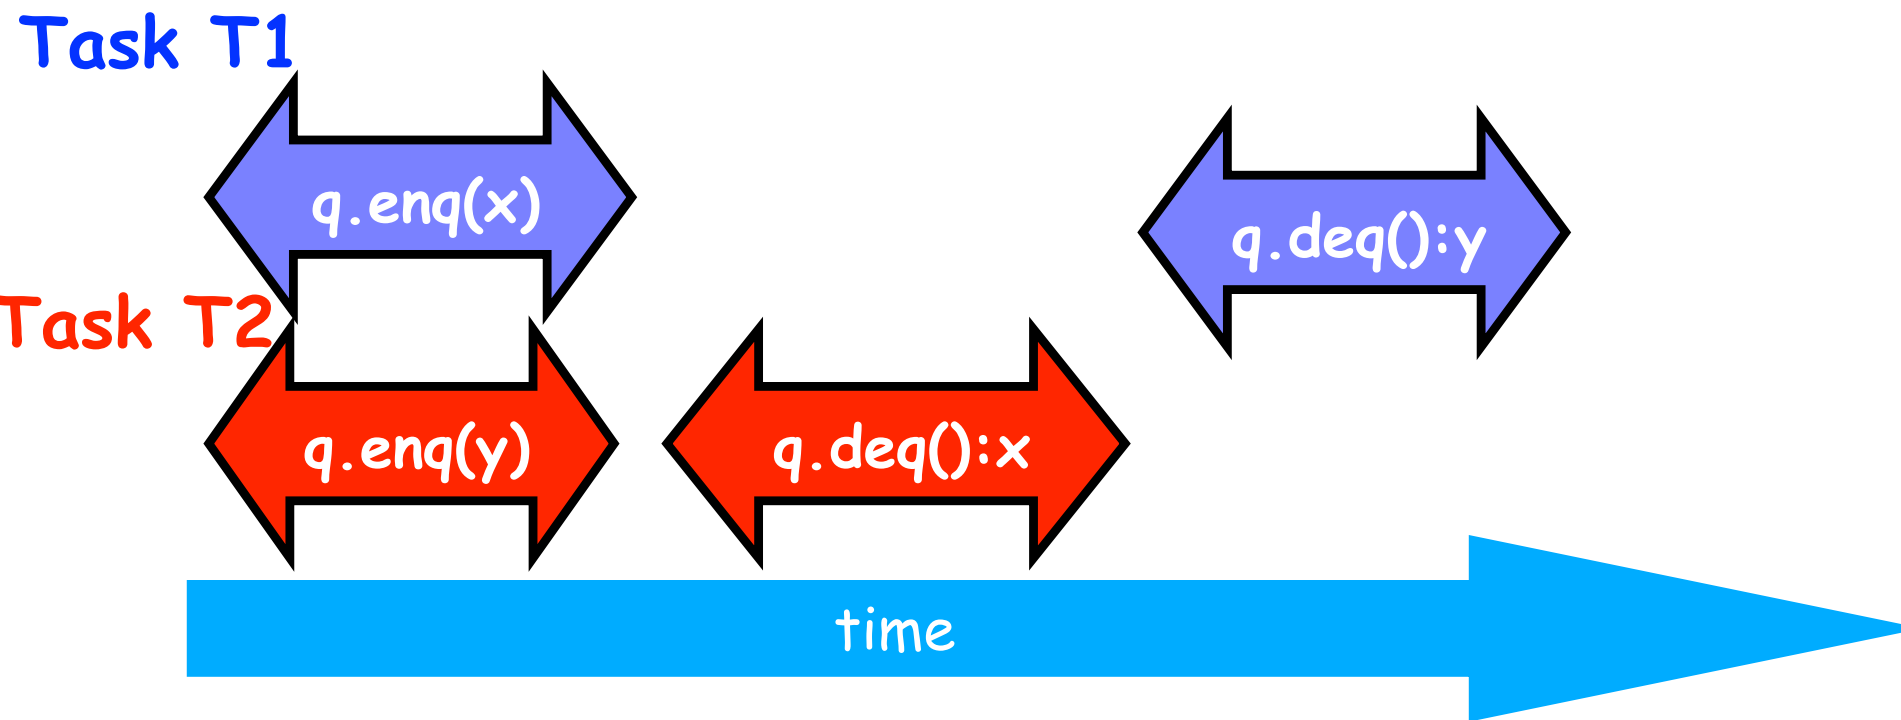 Task T1
q.enq(x)
q.deq():y
Task T2
q.enq(y)
q.deq():x
time